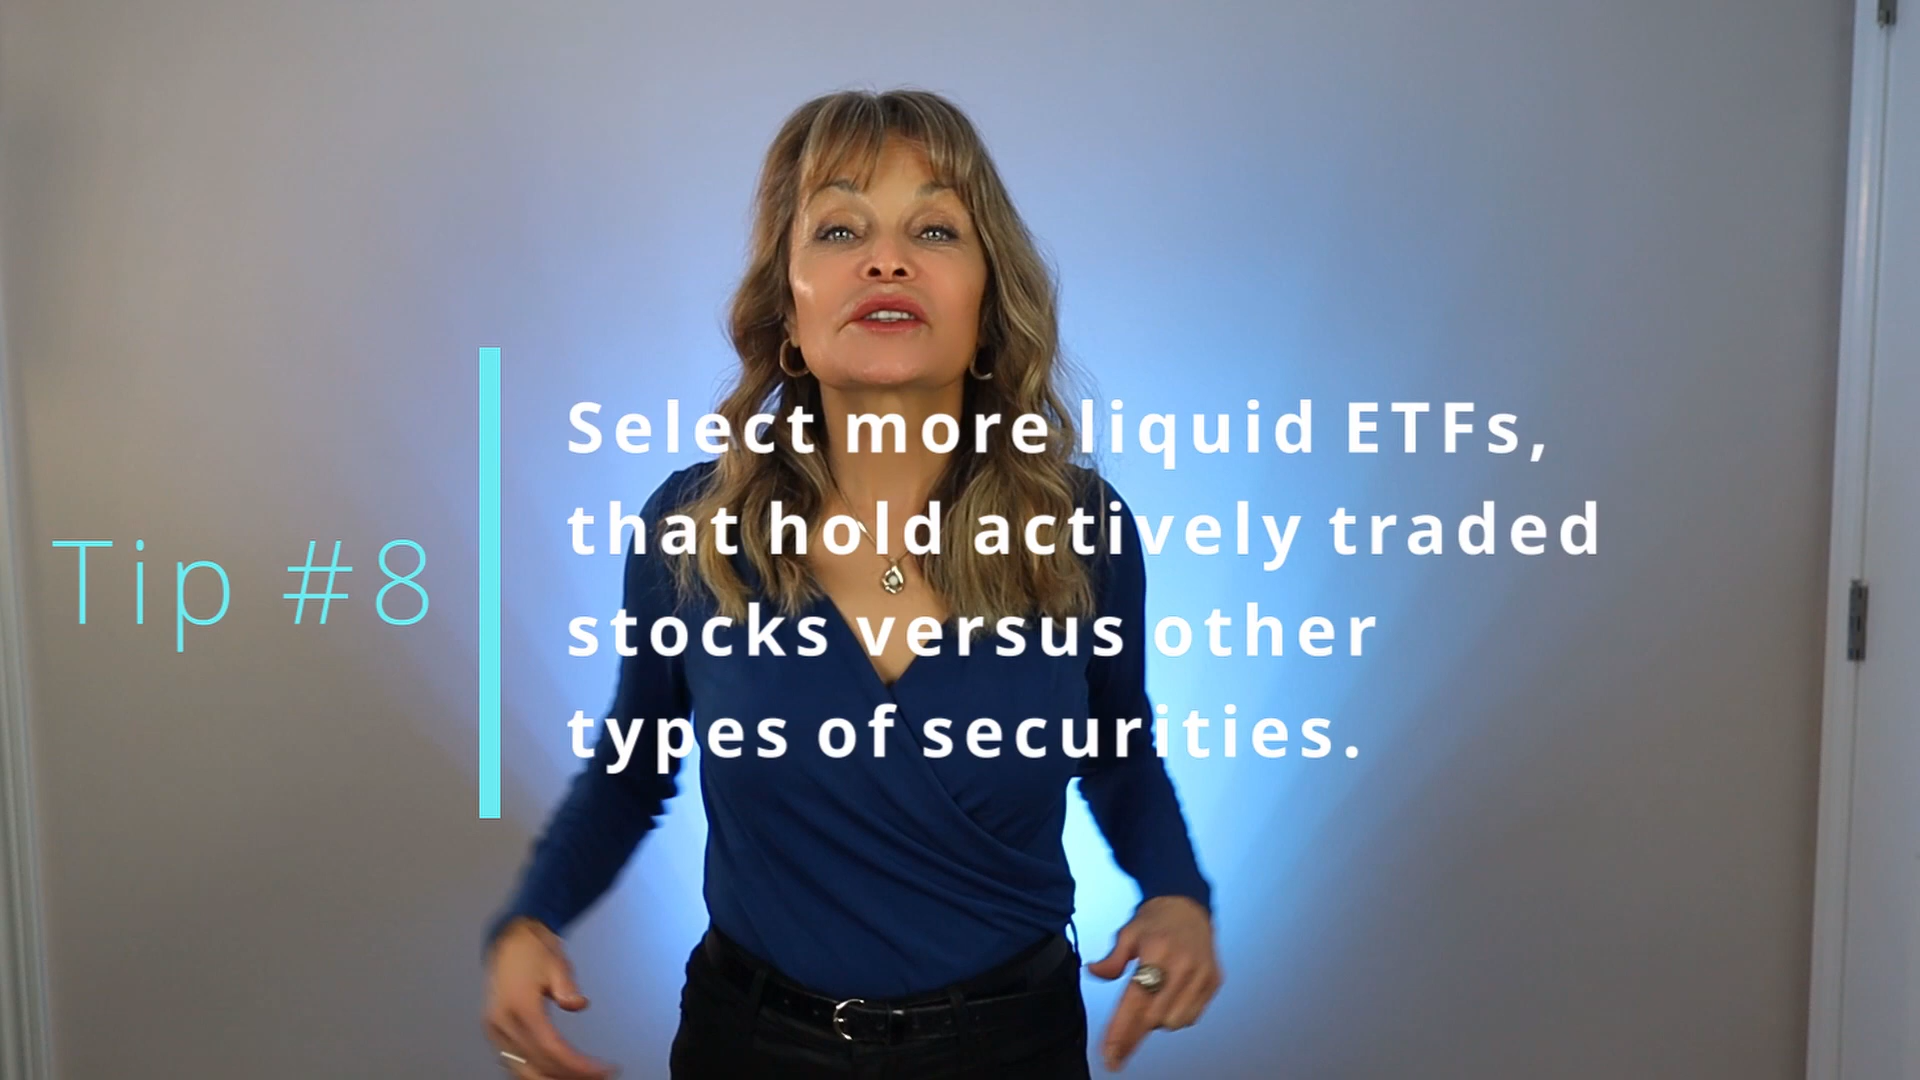 Tip #8
Select more liquid ETFs,
that hold actively traded
stocks versus other
types of securities.